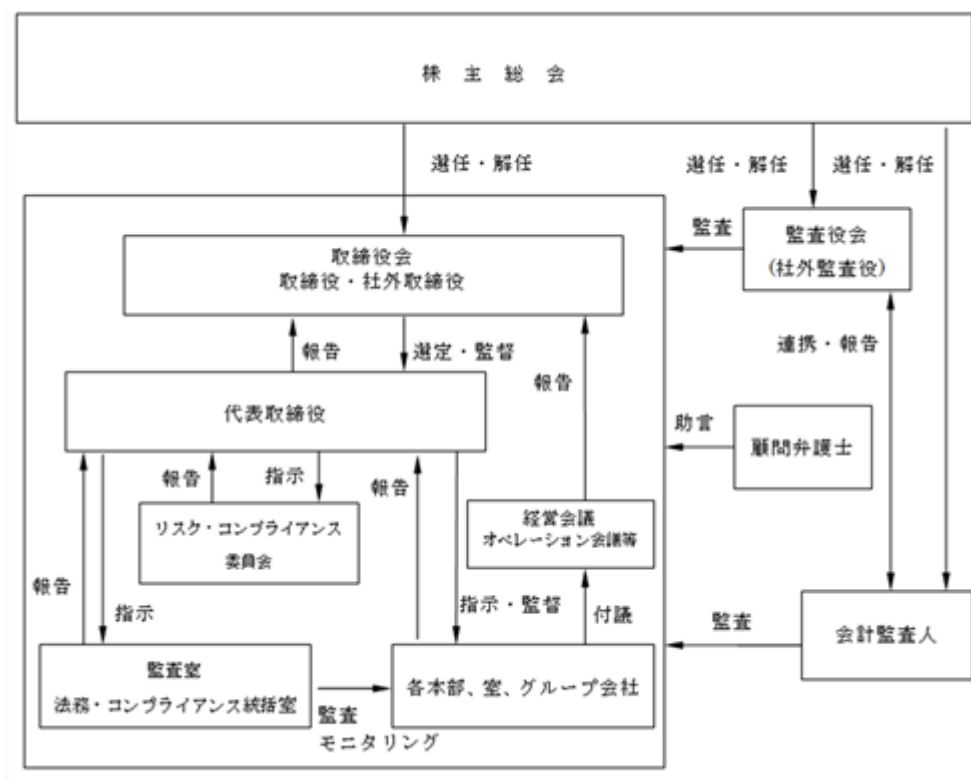 株主総会
選任・解任
選任・解任
選任・解任
監査
監査役会
(社外監査役)
取締役会
取締役・社外取締役
報告
選定・監督
報告
連携・報告
代表取締役
助言
顧問弁護士
報告
指示
報告
リスク・コンプライアンス
委員会
経営会議
オペレーション会議等
報告
指示
指示・監督
付議
監査
会計監査人
監査室
法務・コンプライアンス統括室
監査
モニタリング
各本部、室、グループ会社